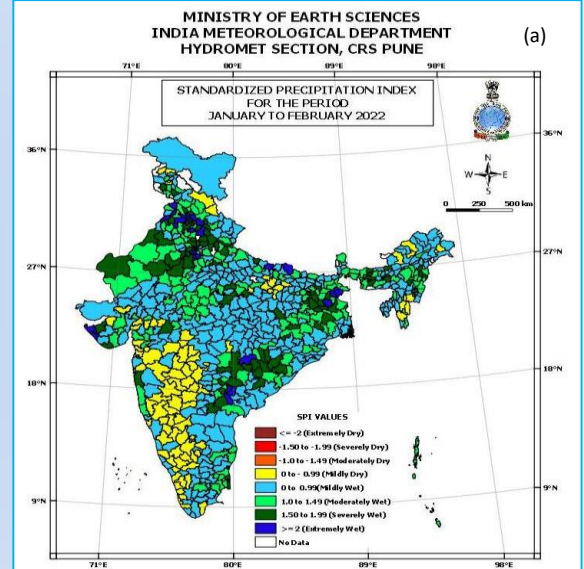 MINISTRY OF EARTH SCIENCES
INDIA METEOROLOGICAL DEPARTMENT
HYDROMET SECTION, CRS PUNE
(a)
71°E 80°E 89°E 98°E
STANDARDIZED PRECIPITATION INDEX
FOR THE PERIOD
JANUARY TO FEBRUARY 2022
36°N 36°N
N
W E
S
0 250 500 km
27°N 27°N
18°N 18°N
SPI VALUES
<= -2 (Extremely Dry)
-1.50 to -1.99 (Severely Dry)
-1.0 to -1.49 (Moderately Dry
0 to - 0.99 (Mildly Dry)
0 to 0.99(Mildly Wet)
1.0 to 1.49 (Moderately Wet)
1.50 to 1.99 (Severely Wet)
>= 2 (Extremely Wet)
No Data
9°N 9°N
71°E 80°E 89°E 98°E